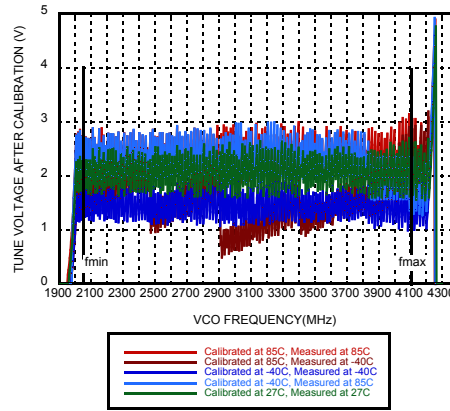 TUNE VOLTAGE AFTER CALIBRATION (V)
5
4
3
2
1
0
fmin
fmax
1900 2100 2300 2500 2700 2900 3100 3300 3500 3700 3900 4100 4300
VCO FREQUENCY(MHz)
Calibrated at 85C, Measured at 85C
Calibrated at 85C, Measured at -40C
Calibrated at -40C, Measured at -40C
Calibrated at -40C, Measured at 85C
Calibrated at 27C, Measured at 27C